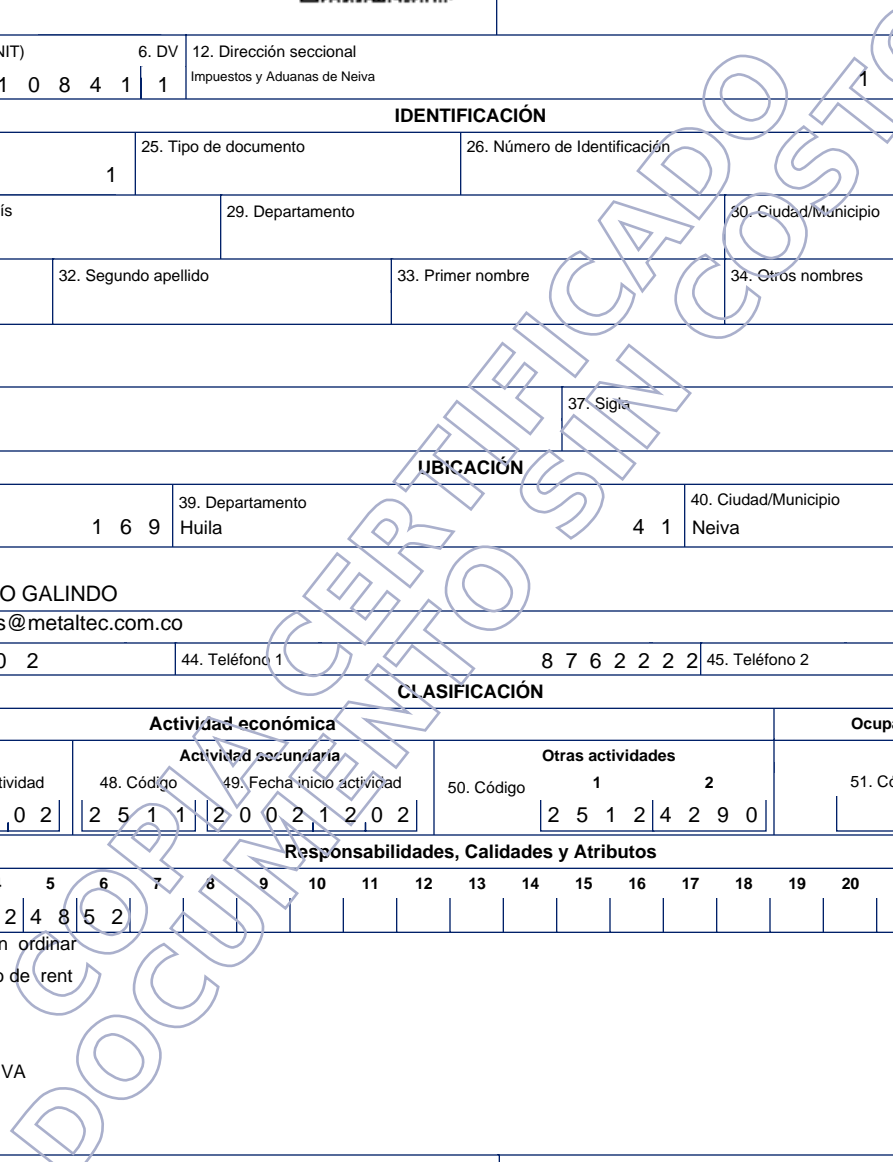 NIT) 6. DV 12. Dirección seccional
1 0 8 4 1 1 Impuestos y Aduanas de Neiva 1
IDENTIFICACIÓN
25. Tipo de documento 26. Número de Identificación
1
ís 29. Departamento 30. Ciudad/Municipio
32. Segundo apellido 33. Primer nombre 34. Otros nombres
37. Sigla
UBICACIÓN
39. Departamento 40. Ciudad/Municipio
1 6 9 Huila 4 1 Neiva
O GALINDO
s@metaltec.com.co
0 2 44. Teléfono 1 8 7 6 2 2 2 2 45. Teléfono 2
CLASIFICACIÓN
Actividad económica Ocupa
Actividad secundaria Otras actividades
tividad 48. Código 49. Fecha inicio actividad 50. Código 1 2 51. Có
0 2 2 5 1 1 2 0 0 2 1 2 0 2 2 5 1 2 4 2 9 0
Responsabilidades, Calidades y Atributos
5 6 7 8 9 10 11 12 13 14 15 16 17 18 19 20
2 4 8 5 2
n ordinar
o de rent
VA
COPIA CERTIFICADO
DOCUMENTO SIN COSTO